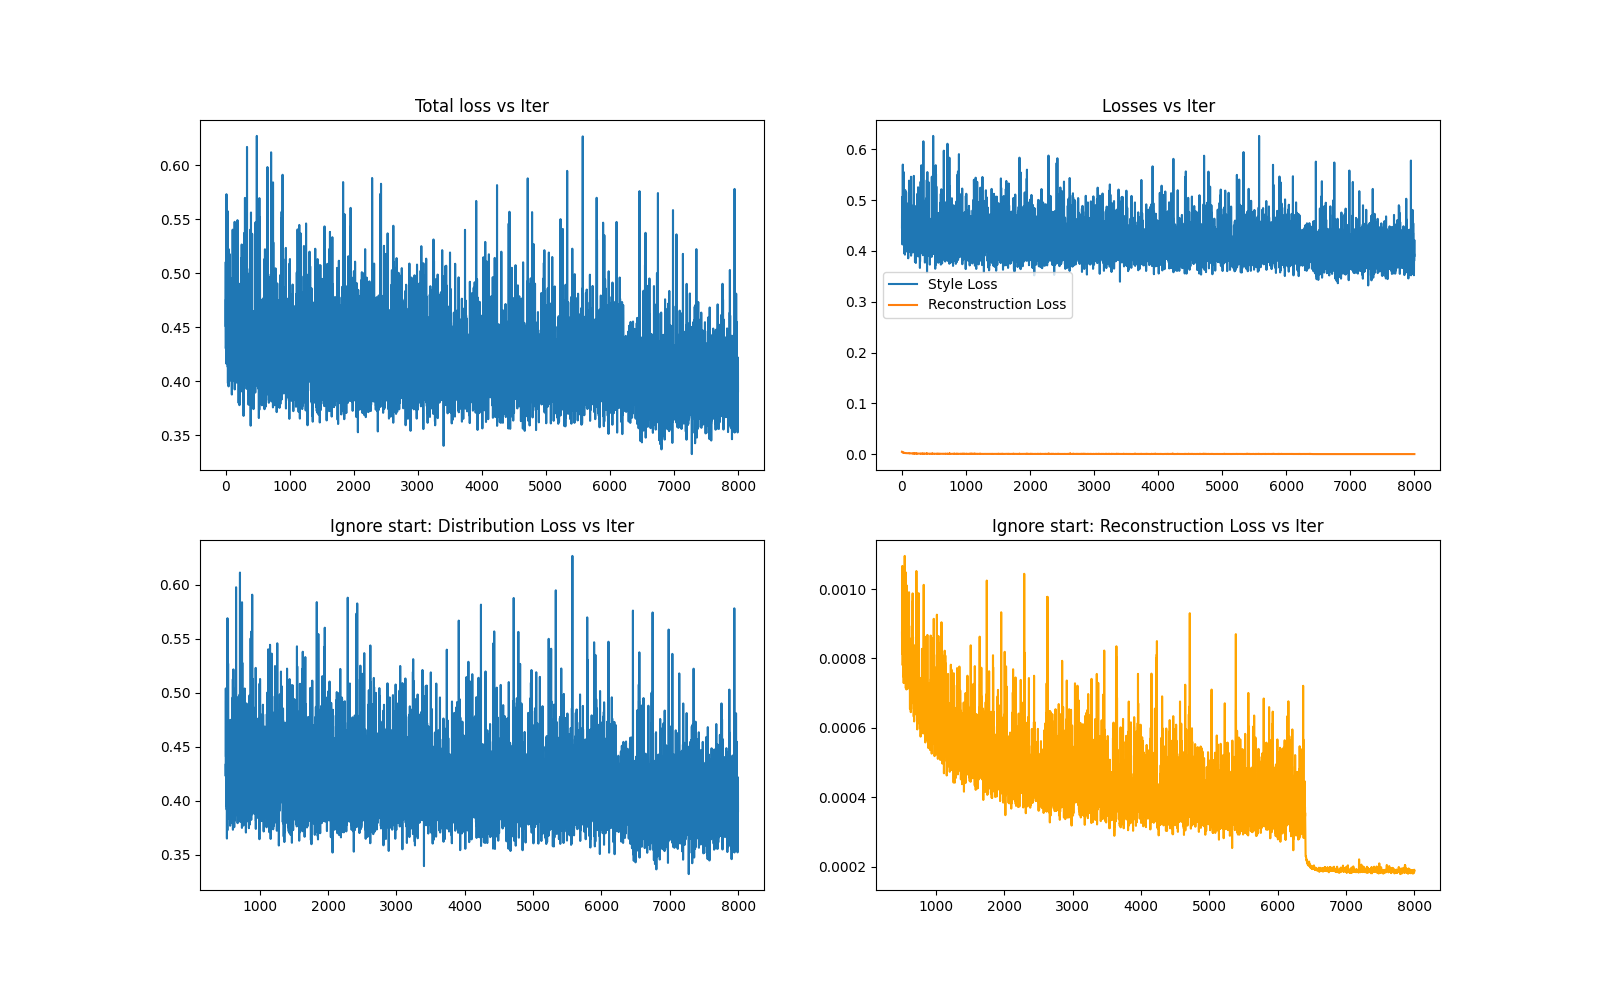 Total loss vs Iter
0.60
0.55
0.50
0.45
0.40
0.35
0 1000 2000 3000 4000 5000 6000 7000 8000
Losses vs Iter
0.6
0.5
0.4
0.3
0.2
0.1
0.0
Style Loss
Reconstruction Loss
0 1000 2000 3000 4000 5000 6000 7000 8000
Ignore start: Distribution Loss vs Iter
0.60
0.55
0.50
0.45
0.40
0.35
1000 2000 3000 4000 5000 6000 7000 8000
Ignore start: Reconstruction Loss vs Iter
0.0010
0.0008
0.0006
0.0004
0.0002
1000 2000 3000 4000 5000 6000 7000 8000